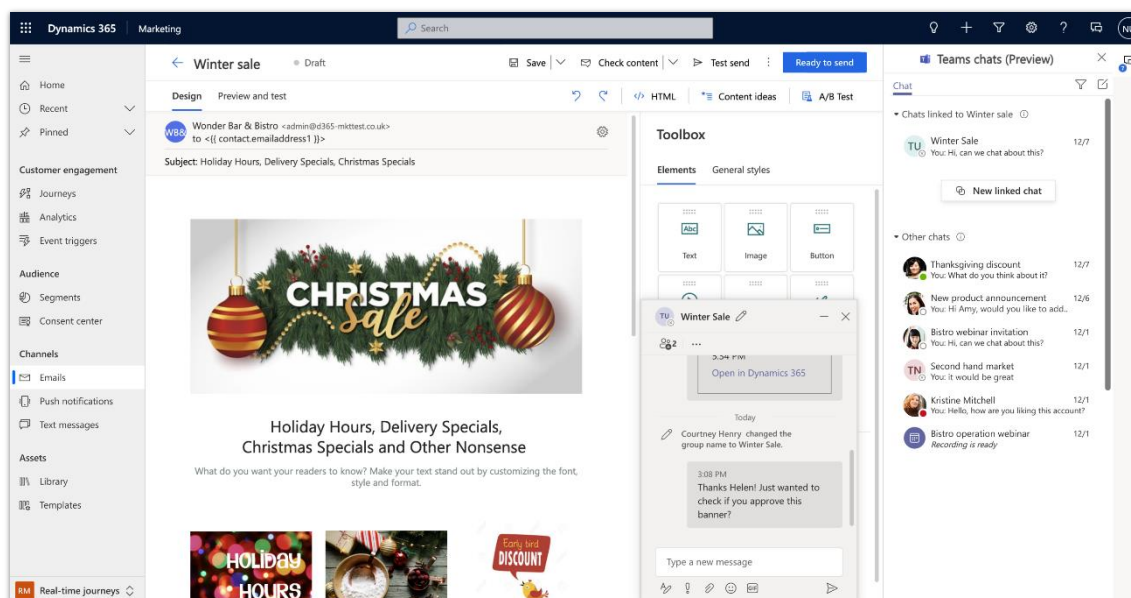 Dynamics 365
Marketing
Search
NU
Home
Recent
Pinned
Customer engagement
Journeys
Analytics
Event triggers
Audience
Segments
Consent center
Channels
Emails
Push notifications
Text messages
Assets
Library
Templates
RM Real-time journeys
Winter sale
Draft
Save
Check content
Test send
Ready to send
Design
Preview and test
HTML
Content ideas
A/B Test
WB&
Wonder Bar & Bistro <admin@d365-mkttest.co.uk>
to <{{ contact.emailaddress1 }}>
Subject: Holiday Hours, Delivery Specials, Christmas Specials
CHRISTMAS
Sale
Holiday Hours, Delivery Specials,
Christmas Specials and Other Nonsense
What do you want your readers to know? Make your text stand out by customizing the font,
style and format.
HOLiDAY
HOURS
Early bird
DISCOUNT
Toolbox
Elements
General styles
Abc
Text
Image
Button
TU Winter Sale
2
5:34 PM
Open in Dynamics 365
Today
Courtney Henry changed the
group name to Winter Sale.
3:08 PM
Thanks Helen! Just wanted to
check if you approve this
banner?
Type a new message
GIF
Teams chats (Preview)
Chat
Chats linked to Winter sale
TU
Winter Sale 12/7
You: Hi, can we chat about this?
New linked chat
Other chats
Thanksgiving discount 12/7
You: What do you think about it?
New product announcement 12/6
You: Hi Amy, would you like to add...
Bistro webinar invitation 12/1
You: Hi, can we chat about this?
TN
Second hand market 12/1
You: it would be great
Kristine Mitchell 12/1
You: Hello, how are you liking this account?
Bistro operation webinar 12/1
Recording is ready